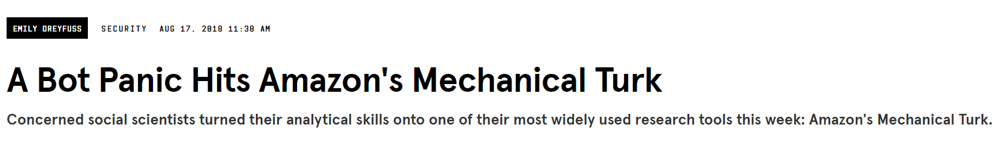 EMILY DREYFUSS SECURITY AUG 17, 2018 11:38 AM
A Bot Panic Hits Amazon's Mechanical Turk
Concerned social scientists turned their analytical skills onto one of their most widely used research tools this week: Amazon's Mechanical Turk.